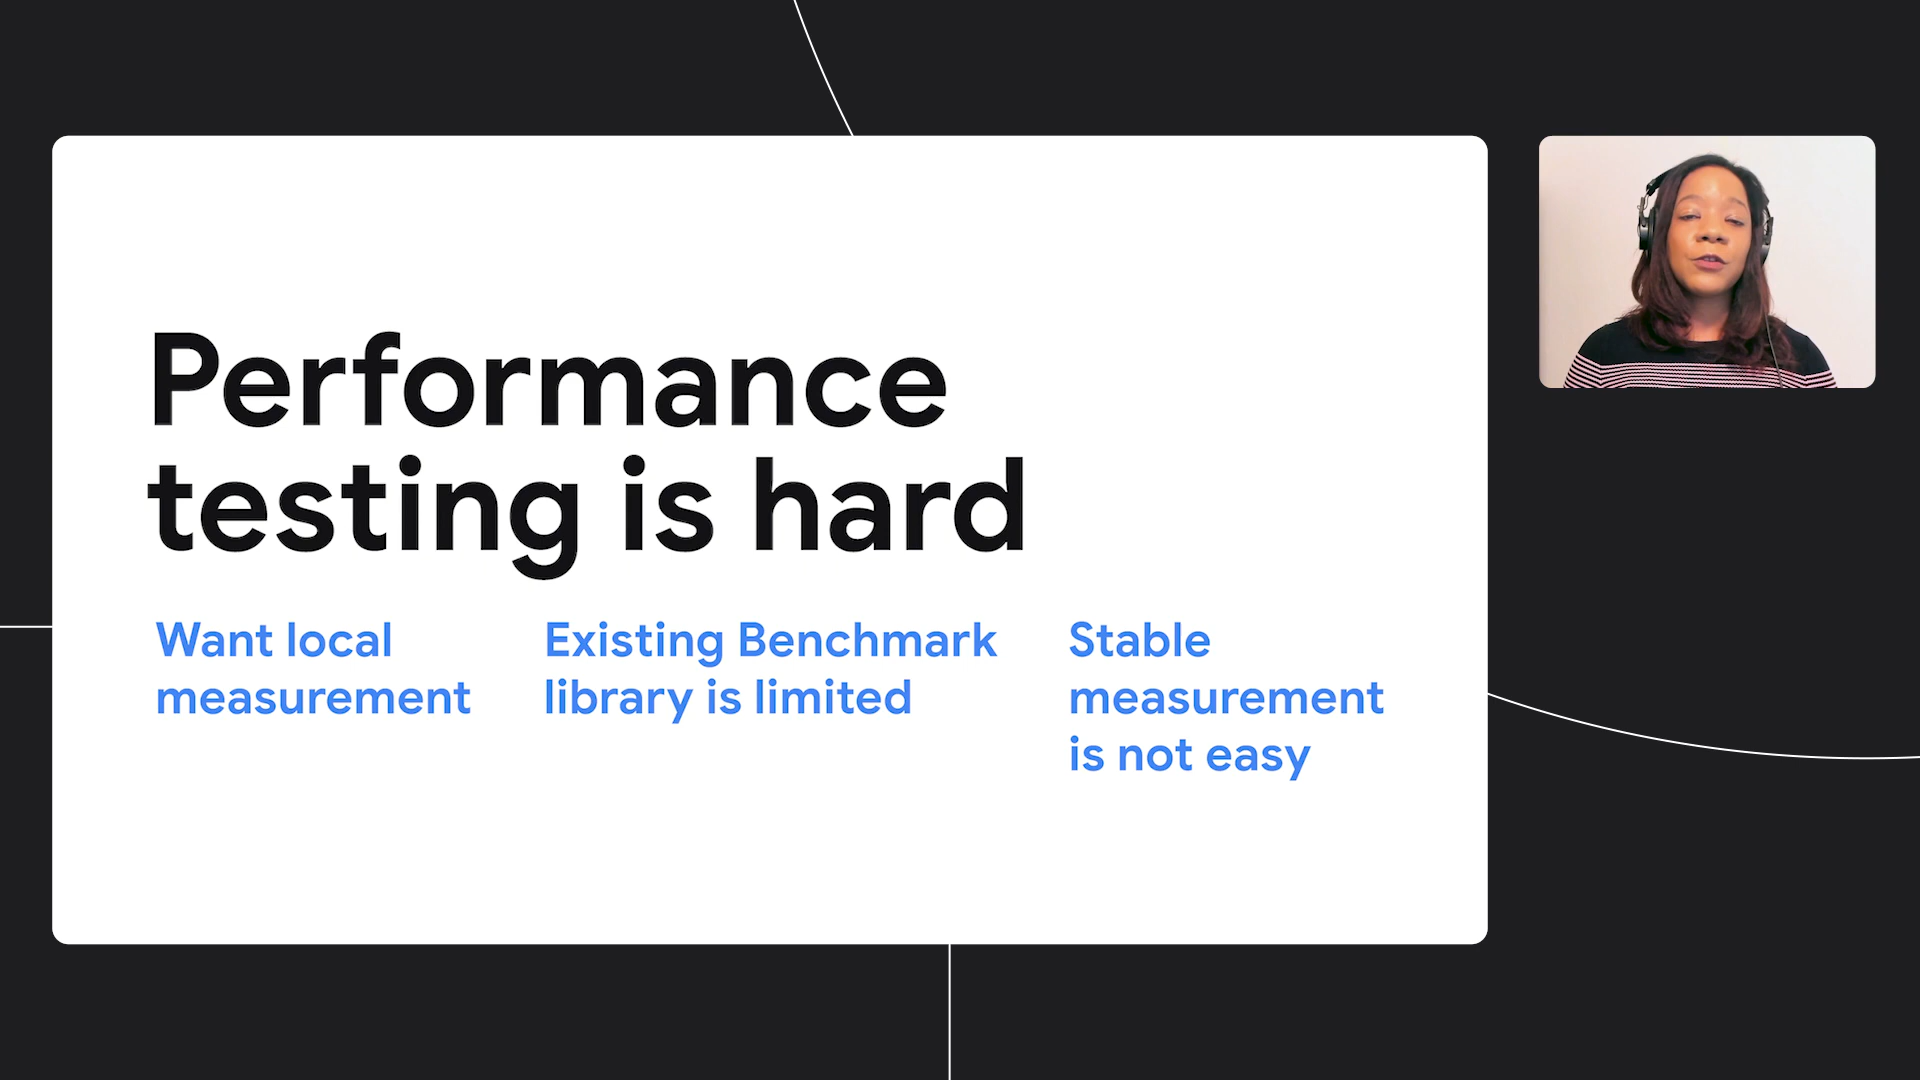 Performance
testing is hard
Want local
measurement
Existing Benchmark
library is limited
Stable
measurement
is not easy